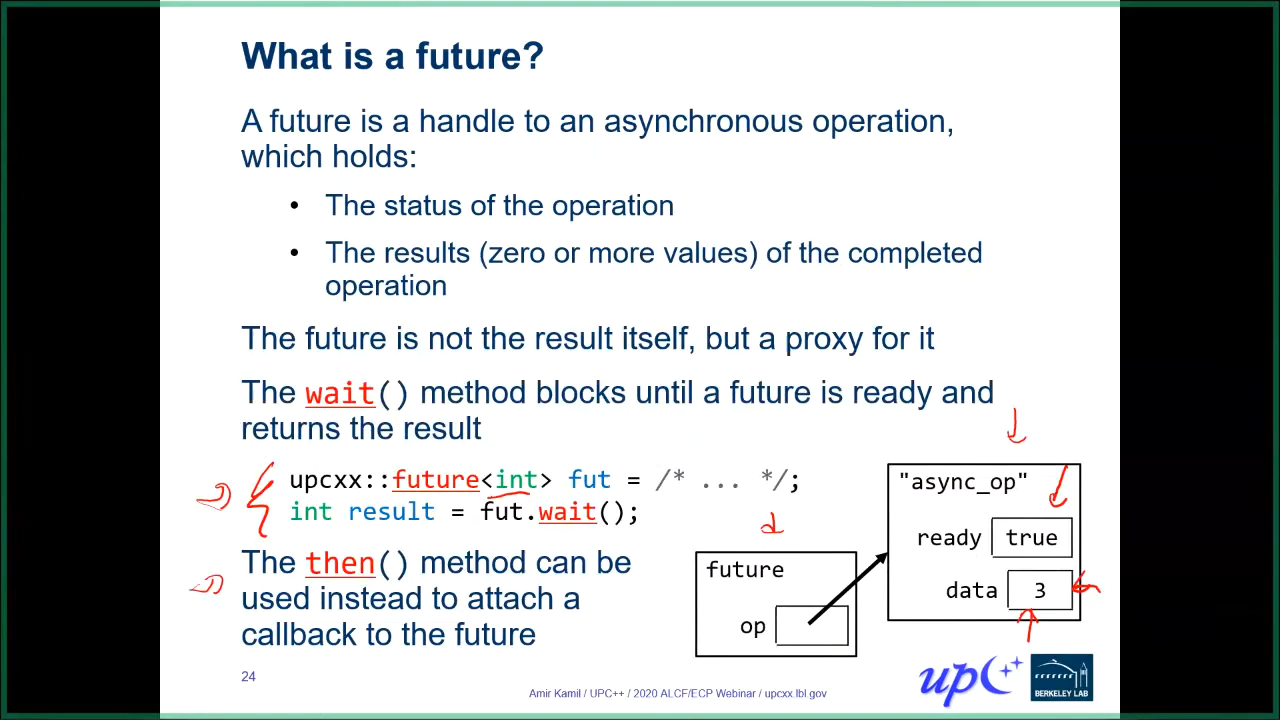 What is a future?
A future is a handle to an asynchronous operation,
which holds:
• The status of the operation
• The results (zero or more values) of the completed
operation
The future is not the result itself, but a proxy for it
The wait() method blocks until a future is ready and
returns the result
upcxx::future<int> fut = /* ... */;
int result = fut.wait();
The then() method can be
used instead to attach a
callback to the future
"async_op"
ready true
data 3
future
op
24
Amir Kamil / UPC++ / 2020 ALCF/ECP Webinar / upcxx.lbl.gov
upC++
BERKELEY LAB